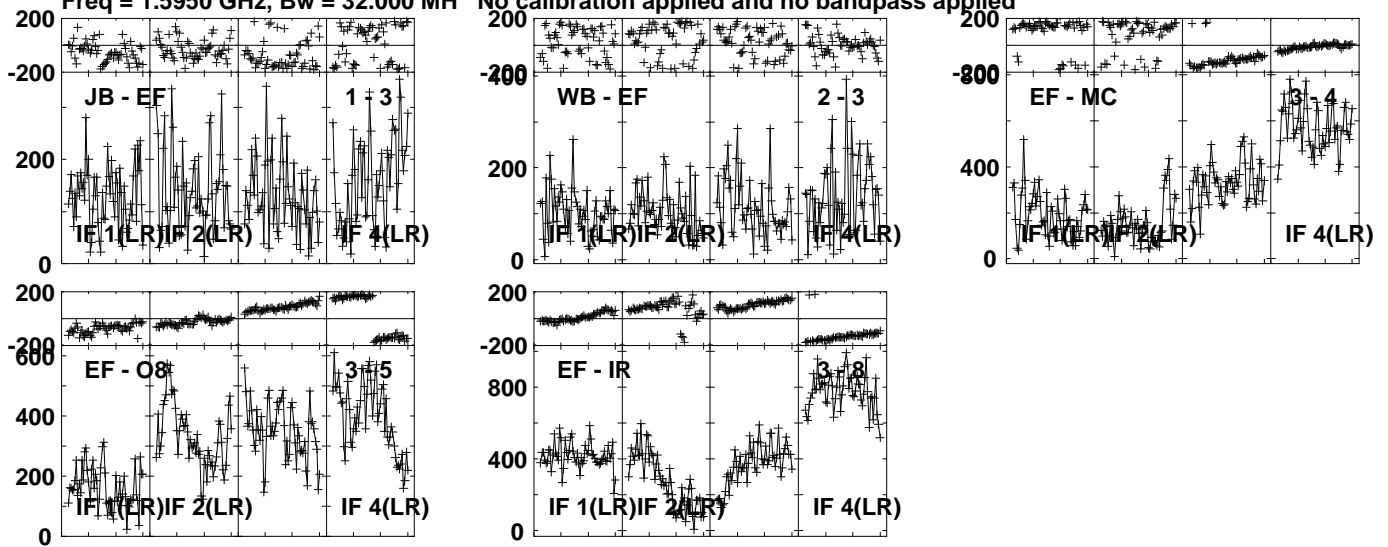 Freq = 1.5950 GHz, Bw = 32.000 MH No calibration applied and no bandpass applied
200
-200
JB - EF 1 - 3
200
0
IF 1(LR) IF 2(LR) IF 4(LR)
200
-200
400
WB - EF 2 - 3
200
0
IF 1(LR) IF 2(LR) IF 4(LR)
200
-200
800
EF - MC 3 - 4
400
0
IF 1(LR) IF 2(LR) IF 4(LR)
200
-200
600
EF - O8 3 - 5
400
200
0
IF 1(LR) IF 2(LR) IF 4(LR)
200
-200
EF - IR 3 - 8
800
400
0
IF 1(LR) IF 2(LR) IF 4(LR)